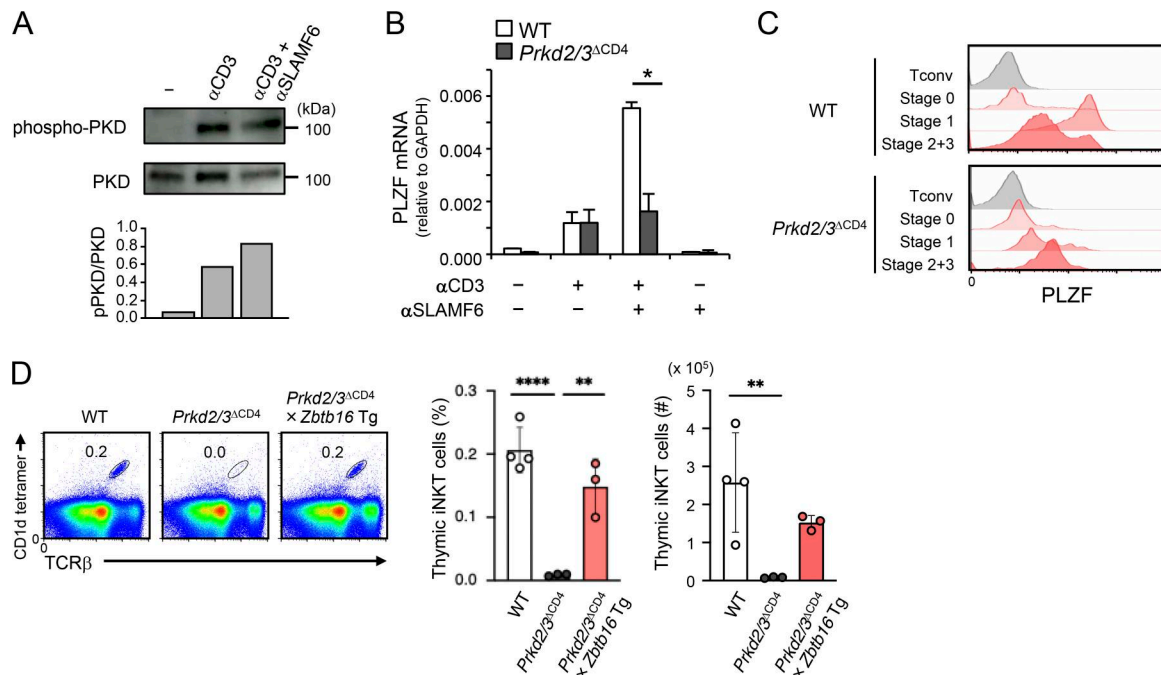 A
–
αCD3
αCD3 +
αSLAMF6
(kDa)
phospho-PKD
100
PKD
100
pPKD/PKD
1.0
0.8
0.6
0.4
0.2
0.0
B
WT
Prkd2/3ΔCD4
*
PLZF mRNA
(relative to GAPDH)
0.006
0.004
0.002
0.000
αCD3 – + + –
αSLAMF6 – – + +
C
WT
Tconv
Stage 0
Stage 1
Stage 2+3
Prkd2/3ΔCD4
Tconv
Stage 0
Stage 1
Stage 2+3
0
PLZF
D
WT
Prkd2/3ΔCD4
Prkd2/3ΔCD4
× Zbtb16 Tg
0.2
0.0
0.2
CD1d tetramer
0
0
TCRβ
Thymic iNKT cells (%)
0.3
0.2
0.1
0.0
**** **
WT
Prkd2/3ΔCD4
Prkd2/3ΔCD4
× Zbtb16 Tg
(x 10⁵)
Thymic iNKT cells (#)
5
4
3
2
1
0
**
WT
Prkd2/3ΔCD4
Prkd2/3ΔCD4
× Zbtb16 Tg